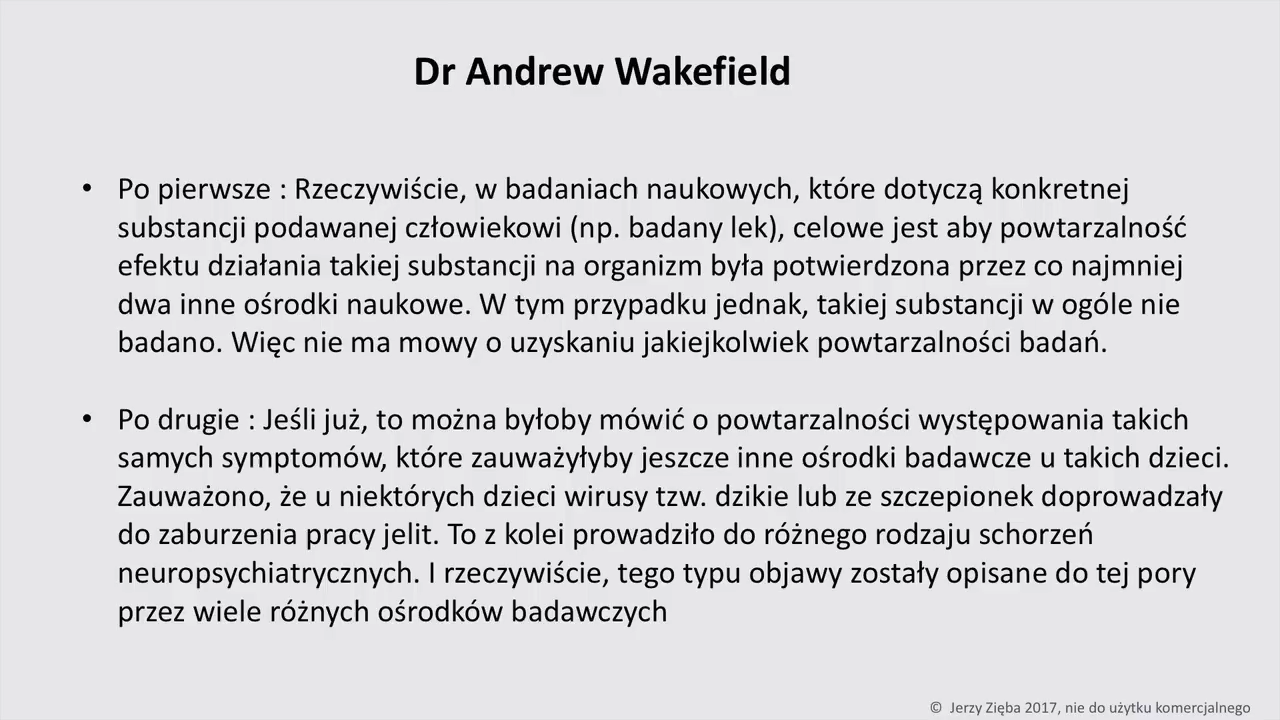 Dr Andrew Wakefield
• Po pierwsze : Rzeczywiście, w badaniach naukowych, które dotyczą konkretnej
substancji podawanej człowiekowi (np. badany lek), celowe jest aby powtarzalność
efektu działania takiej substancji na organizm była potwierdzona przez co najmniej
dwa inne ośrodki naukowe. W tym przypadku jednak, takiej substancji w ogóle nie
badano. Więc nie ma mowy o uzyskaniu jakiejkolwiek powtarzalności badań.
• Po drugie : Jeśli już, to można byłoby mówić o powtarzalności występowania takich
samych symptomów, które zauważyłyby jeszcze inne ośrodki badawcze u takich dzieci.
Zauważono, że u niektórych dzieci wirusy tzw. dzikie lub ze szczepionek doprowadzały
do zaburzenia pracy jelit. To z kolei prowadziło do różnego rodzaju schorzeń
neuropsychiatrycznych. I rzeczywiście, tego typu objawy zostały opisane do tej pory
przez wiele różnych ośrodków badawczych
© Jerzy Zięba 2017, nie do użytku komercjalnego